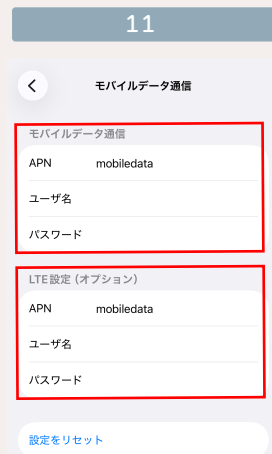 11
モバイルデータ通信
モバイルデータ通信
APN mobiledata
ユーザ名
パスワード
LTE設定（オプション）
APN mobiledata
ユーザ名
パスワード
設定をリセット